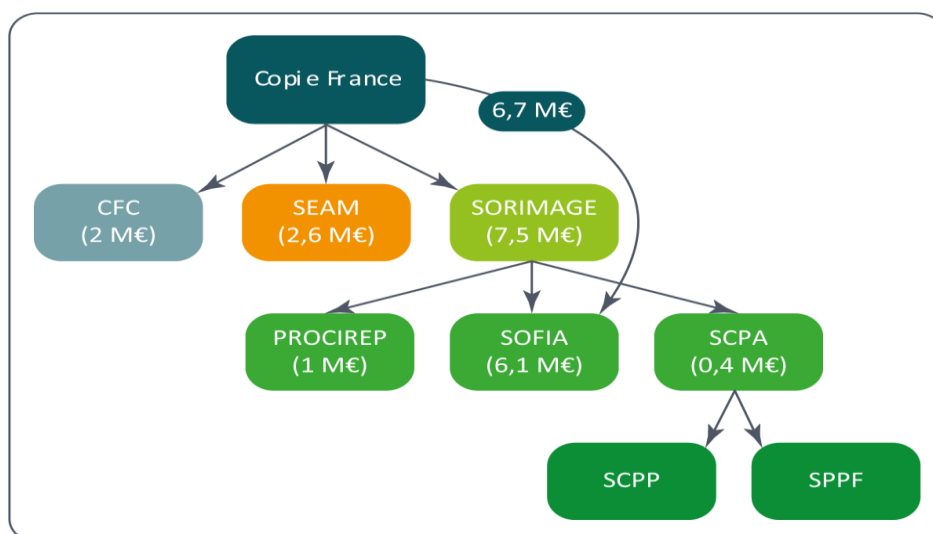 Copie France
6,7 M€
CFC
(2 M€)
SEAM
(2,6 M€)
SORIMAGE
(7,5 M€)
PROCIREP
(1 M€)
SOFIA
(6,1 M€)
SCPA
(0,4 M€)
SCPP
SPPF